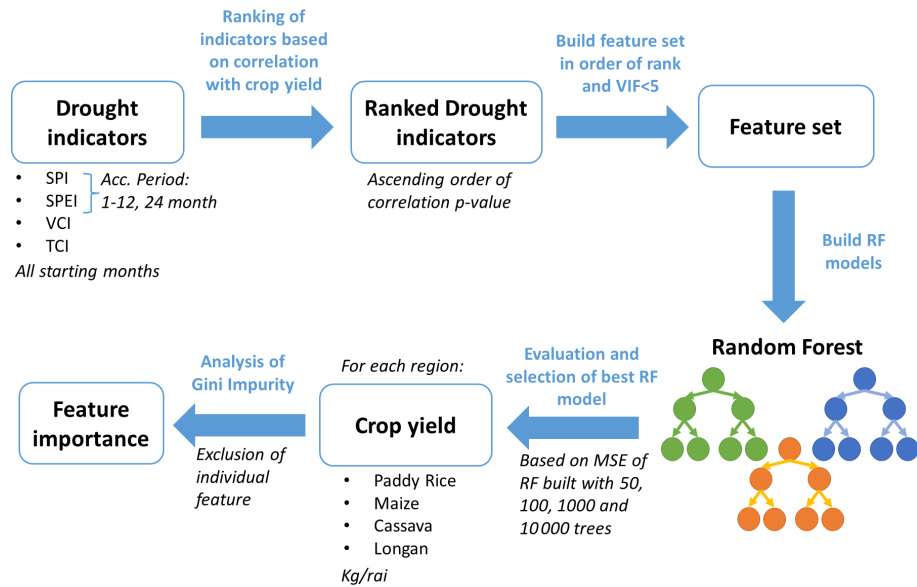 Ranking of
indicators based
on correlation
with crop yield
Build feature set
in order of rank
and VIF<5
Drought
indicators
Ranked Drought
indicators
Feature set
• SPI
• SPEI
• VCI
• TCI
Acc. Period:
1-12, 24 month
All starting months
Ascending order of
correlation p-value
Build RF
models
Random Forest
Evaluation and
selection of best RF
model
Based on MSE of
RF built with 50,
100, 1000 and
10 000 trees
For each region:
Crop yield
• Paddy Rice
• Maize
• Cassava
• Longan
Kg/rai
Analysis of
Gini Impurity
Exclusion of
individual
feature
Feature
importance